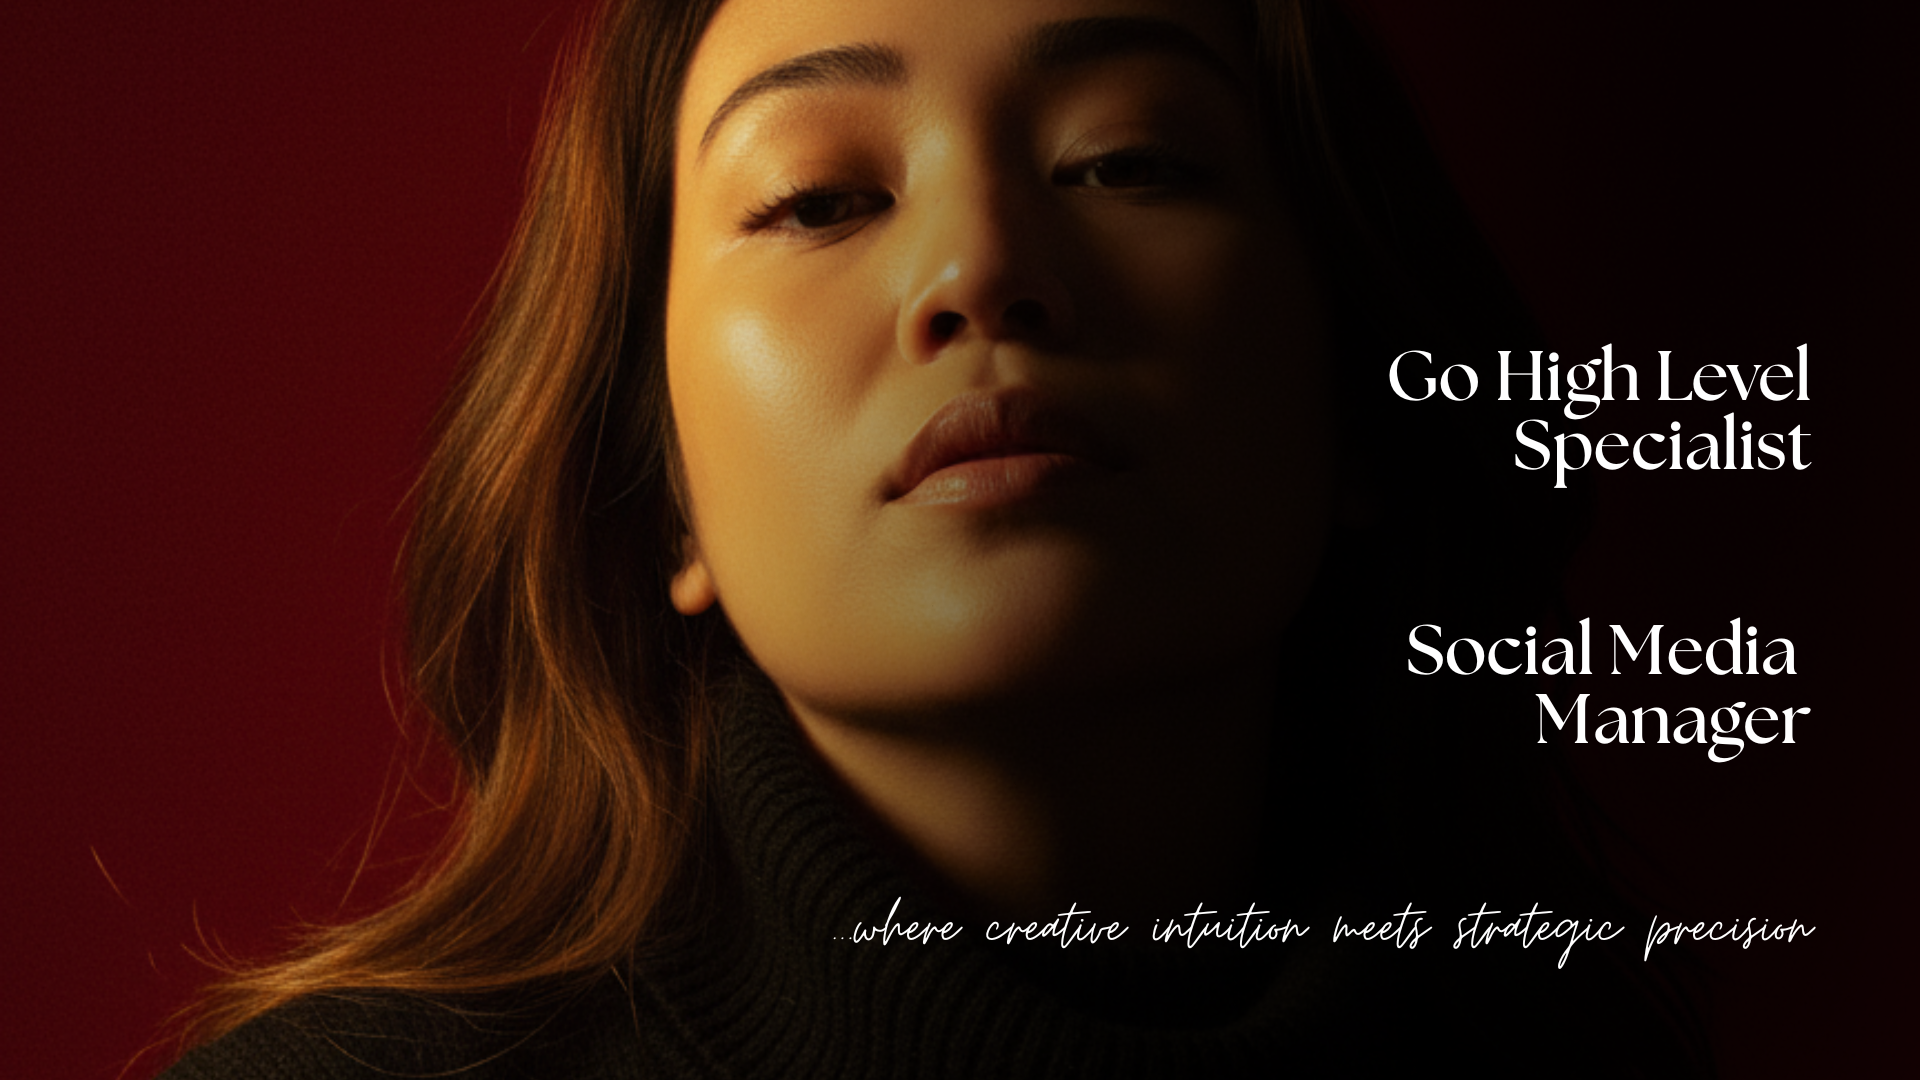 Go High Level
Specialist
Social Media
Manager
...where creative intuition meets strategic precision